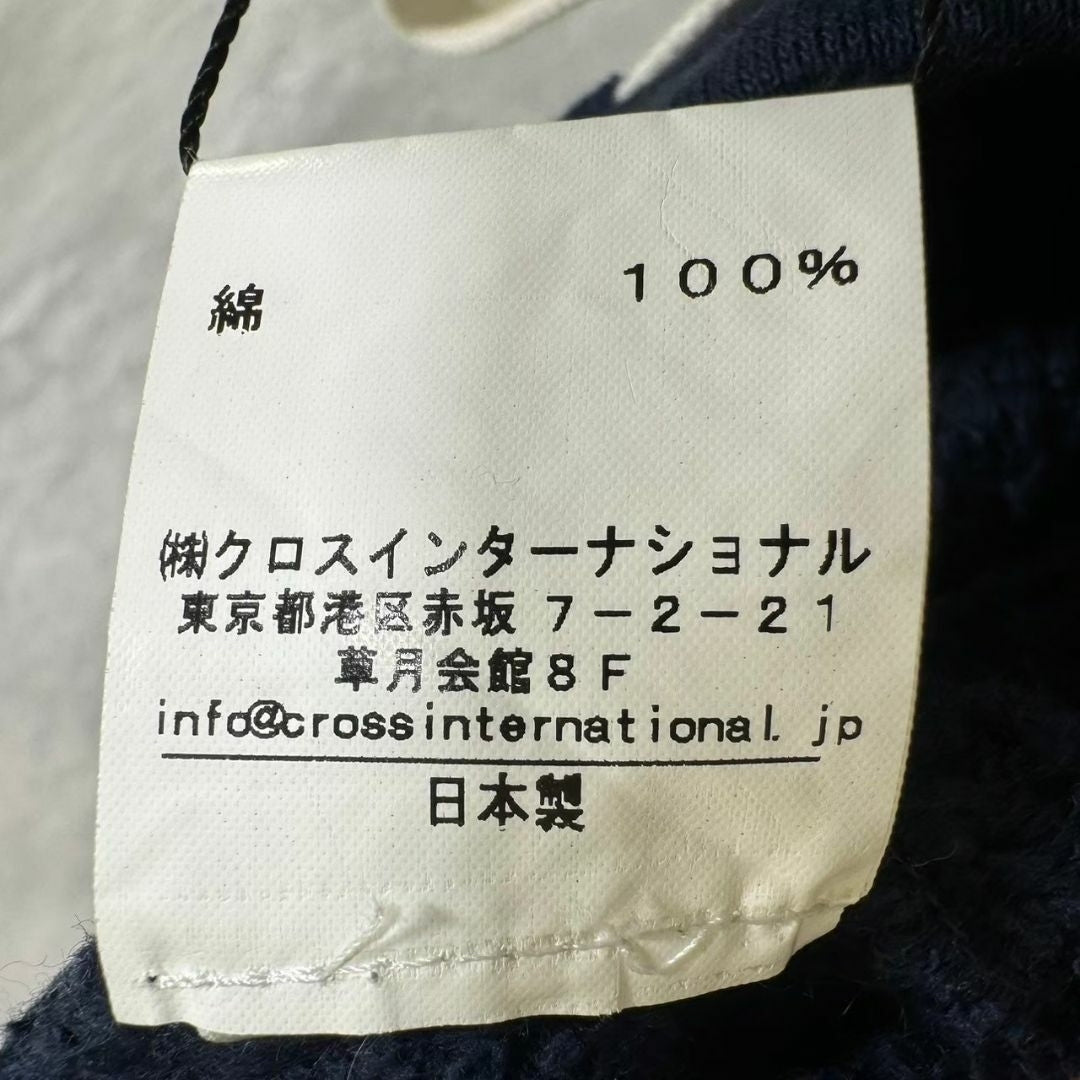 綿 100%
㈱クロスインターナショナル
東京都港区赤坂7-2-21
草月会館8F
info@crossinternational.jp
日本製